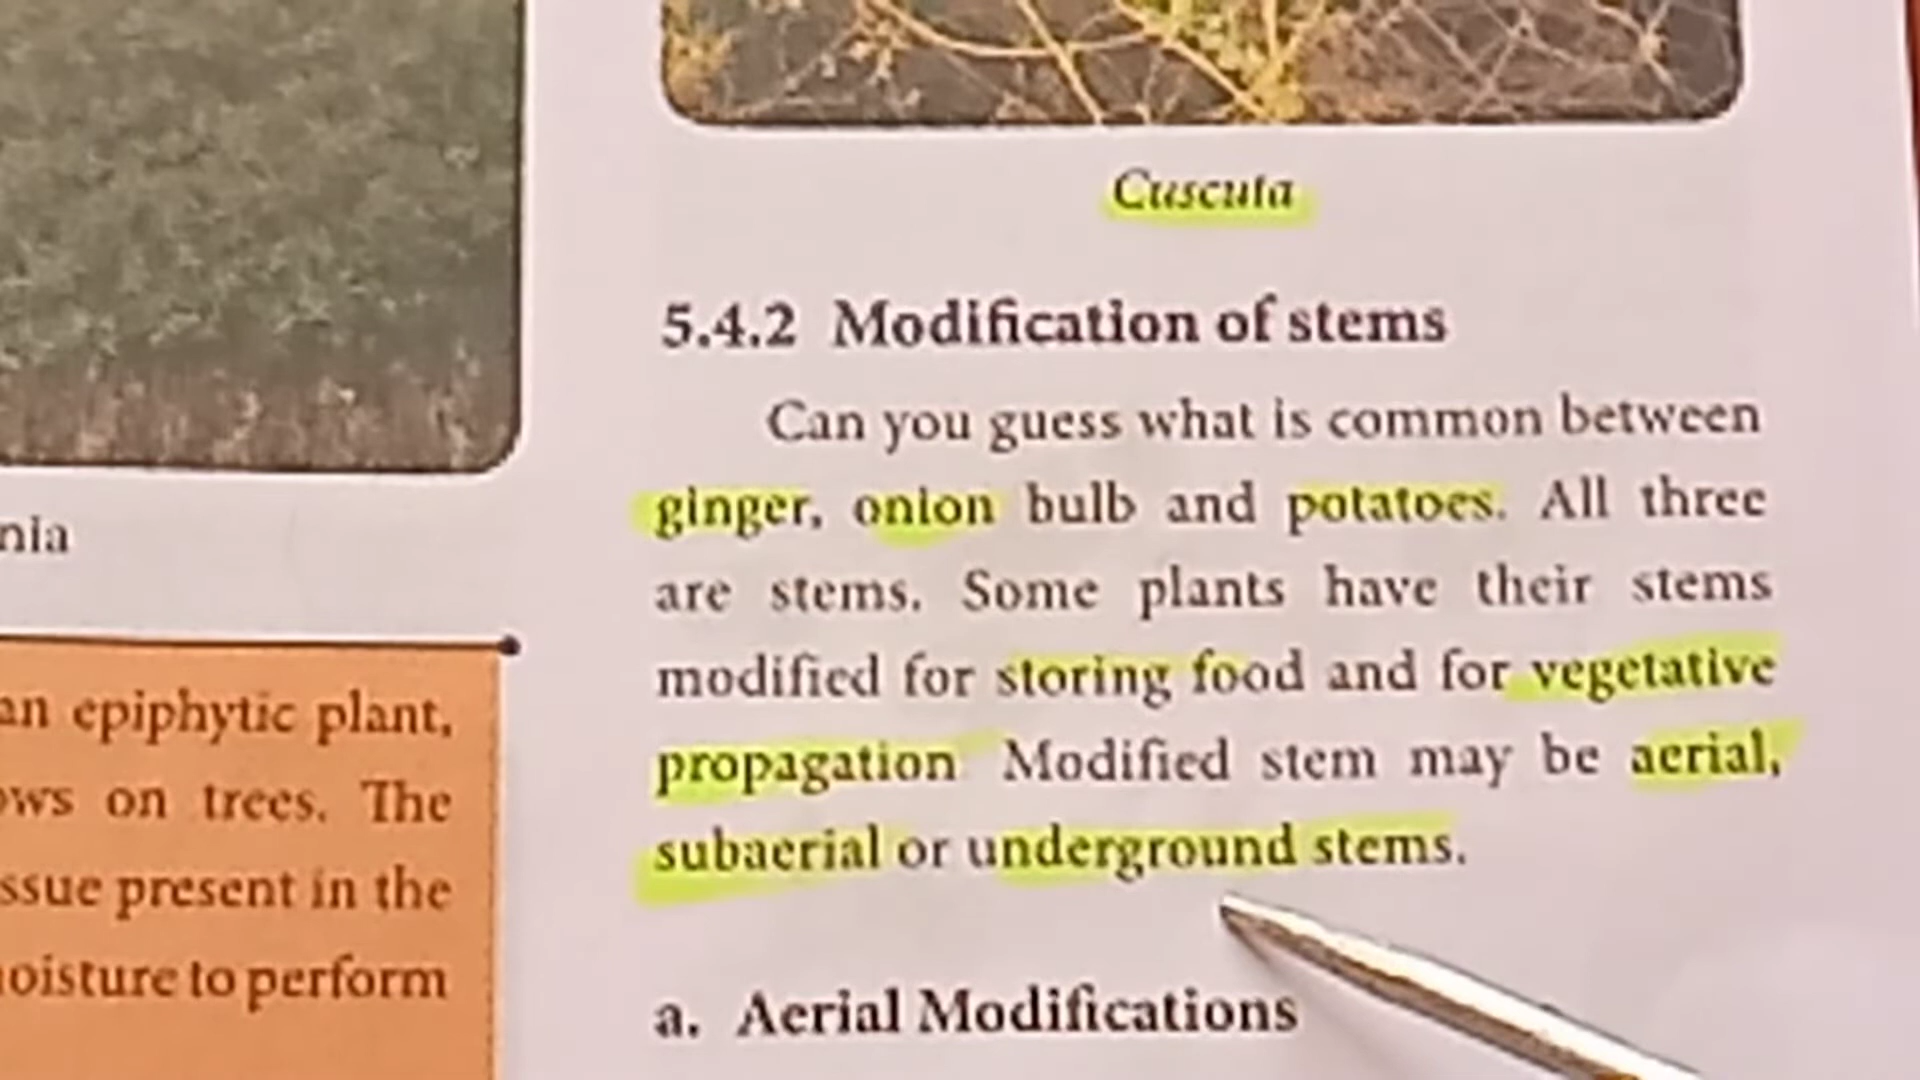 nia
an epiphytic plant,
ows on trees. The
issue present in the
moisture to perform
Cuscuta
5.4.2 Modification of stems
Can you guess what is common between
ginger, onion bulb and potatoes. All three
are stems. Some plants have their stems
modified for storing food and for vegetative
propagation Modified stem may be aerial,
subaerial or underground stems.
a. Aerial Modifications